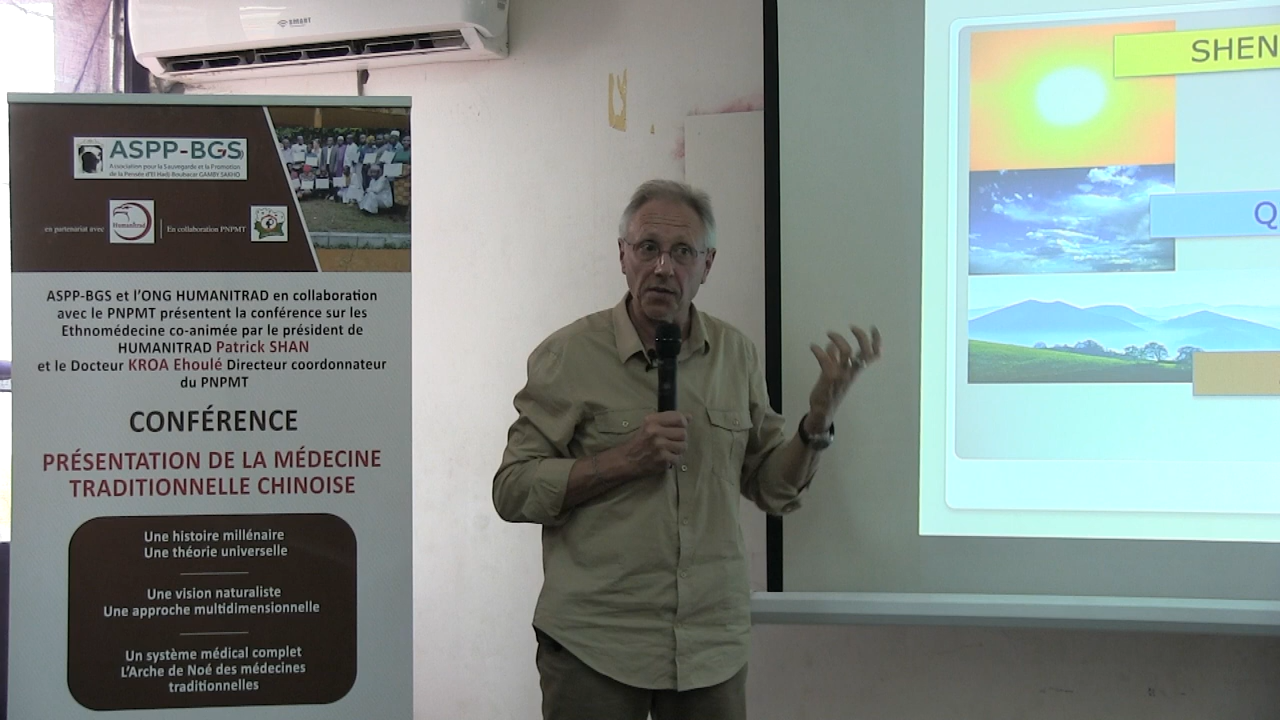 SMART
ASPP-BGS
Association pour la Sauvegarde et la Promotion
de la Pensée d'El Hadj Boubacar GAMBY SAKHO
en partenariat avec
Humanitrad
En collaboration PNPMT
ASPP-BGS et l'ONG HUMANITRAD en collaboration
avec le PNPMT présentent la conférence sur les
Ethnomédecine co-animée par le président de
HUMANITRAD Patrick SHAN
et le Docteur KROA Ehoulé Directeur coordonnateur
du PNPMT
CONFÉRENCE
PRÉSENTATION DE LA MÉDECINE
TRADITIONNELLE CHINOISE
Une histoire millénaire
Une théorie universelle
Une vision naturaliste
Une approche multidimensionnelle
Un système médical complet
L'Arche de Noé des médecines
traditionnelles
SHEN
Q